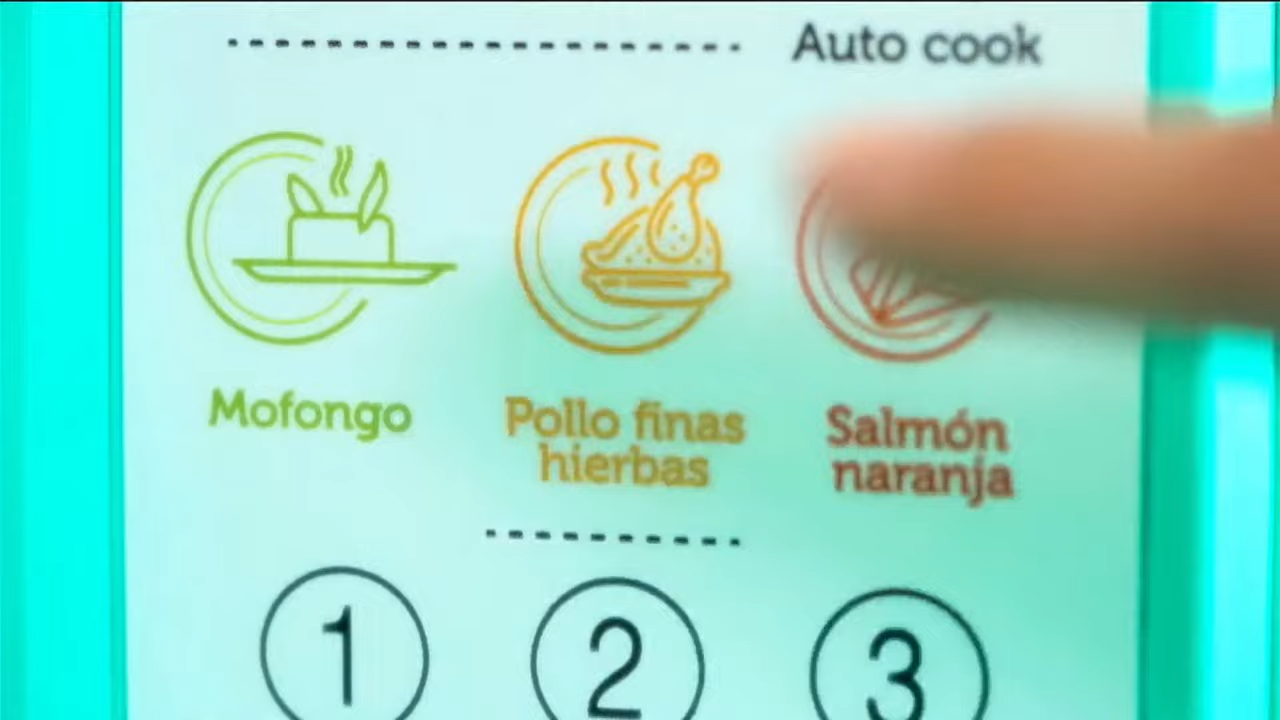 Auto cook
Mofongo
Pollo finas
hierbas
Salmón
naranja
1
2
3